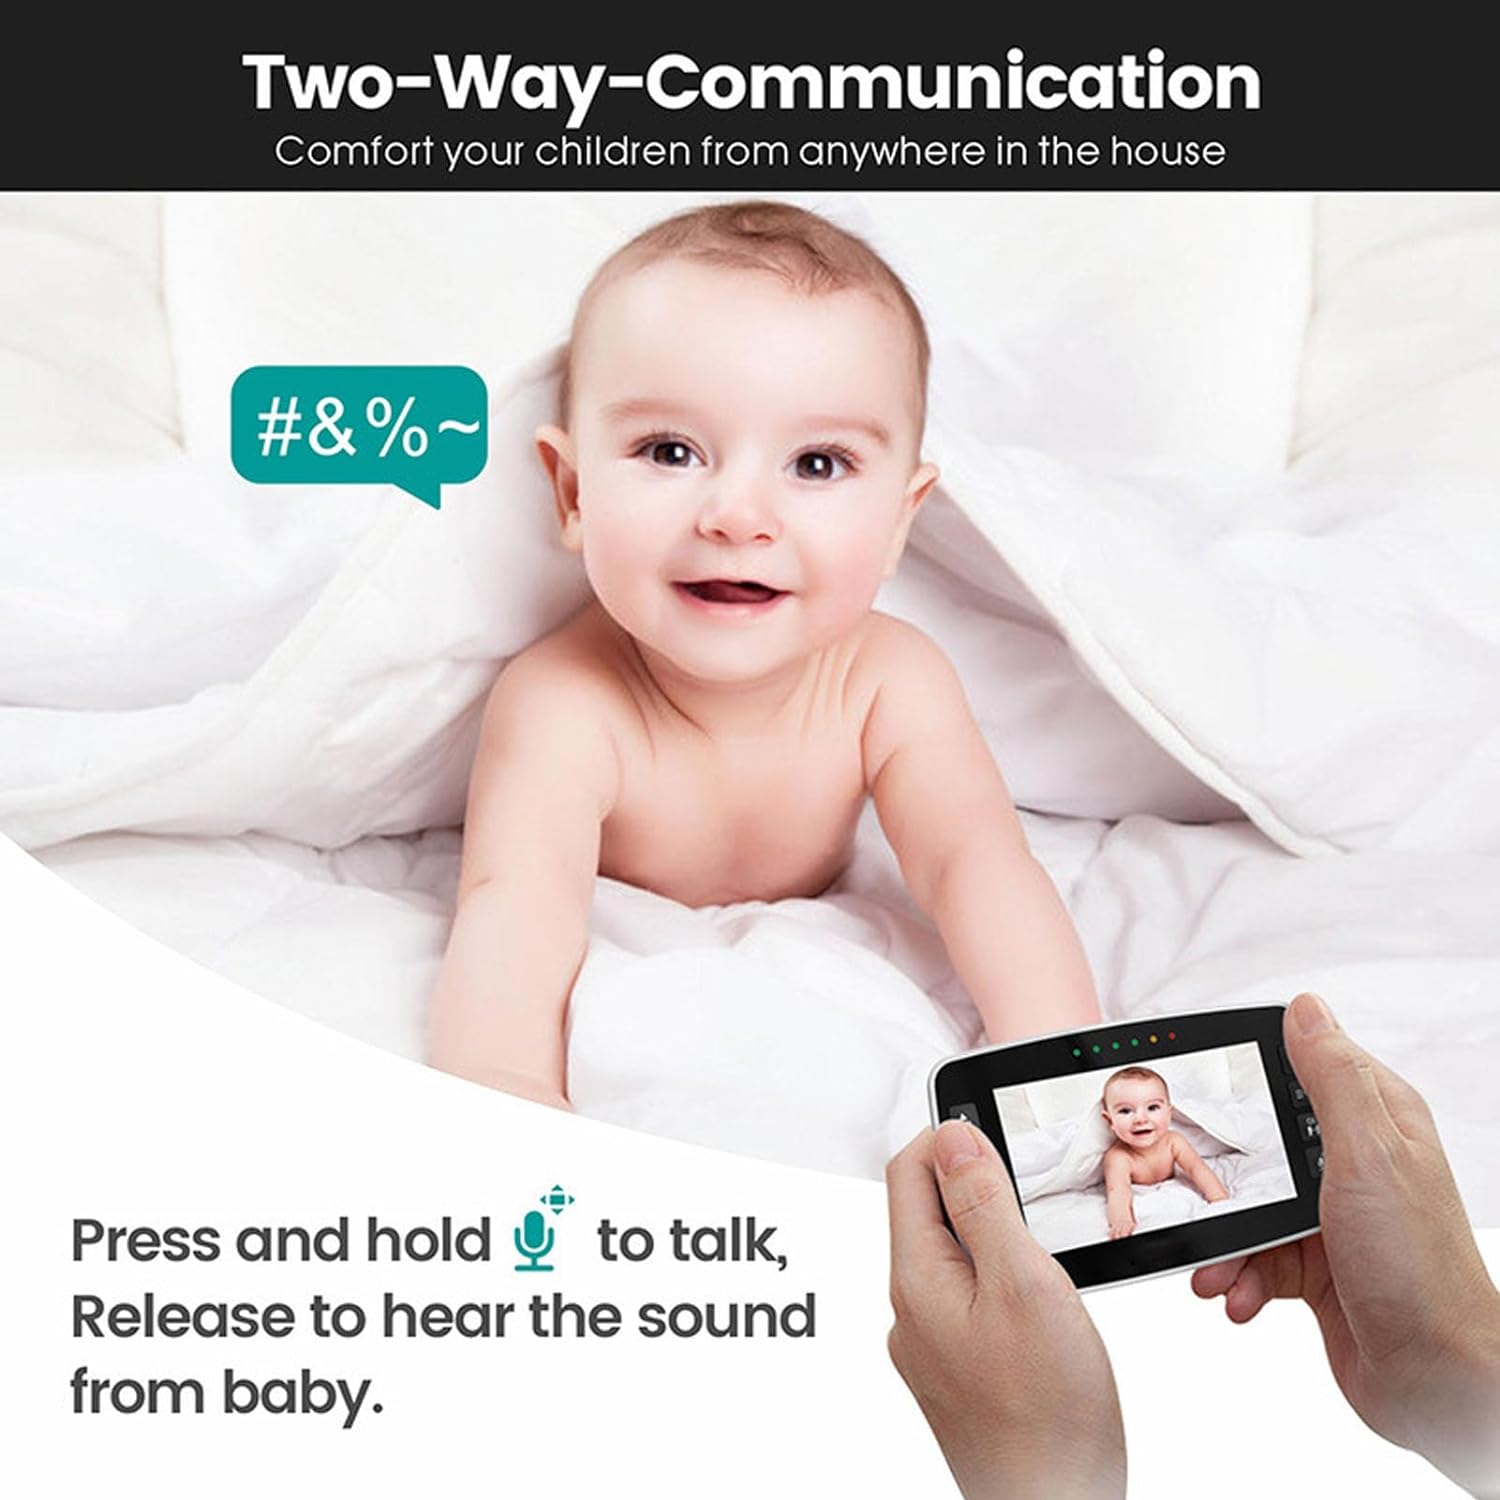 Two-Way-Communication
Comfort your children from anywhere in the house
#&%~
Press and hold to talk,
Release to hear the sound
from baby.